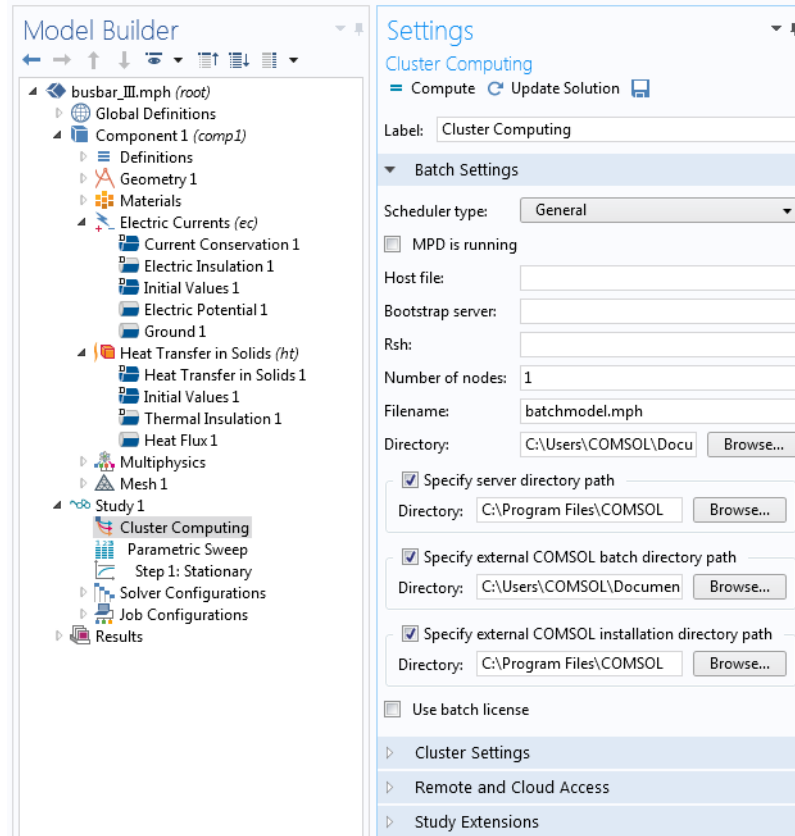 Model Builder
busbar_III.mph (root)
Global Definitions
Component 1 (comp1)
Definitions
Geometry 1
Materials
Electric Currents (ec)
Current Conservation 1
Electric Insulation 1
Initial Values 1
Electric Potential 1
Ground 1
Heat Transfer in Solids (ht)
Heat Transfer in Solids 1
Initial Values 1
Thermal Insulation 1
Heat Flux 1
Multiphysics
Mesh 1
Study 1
Cluster Computing
Parametric Sweep
Step 1: Stationary
Solver Configurations
Job Configurations
Results
Settings
Cluster Computing
= Compute Update Solution
Label: Cluster Computing
Batch Settings
Scheduler type: General
MPD is running
Host file:
Bootstrap server:
Rsh:
Number of nodes: 1
Filename: batchmodel.mph
Directory: C:\Users\COMSOL\Docu Browse...
Specify server directory path
Directory: C:\Program Files\COMSOL Browse...
Specify external COMSOL batch directory path
Directory: C:\Users\COMSOL\Documen Browse...
Specify external COMSOL installation directory path
Directory: C:\Program Files\COMSOL Browse...
Use batch license
Cluster Settings
Remote and Cloud Access
Study Extensions